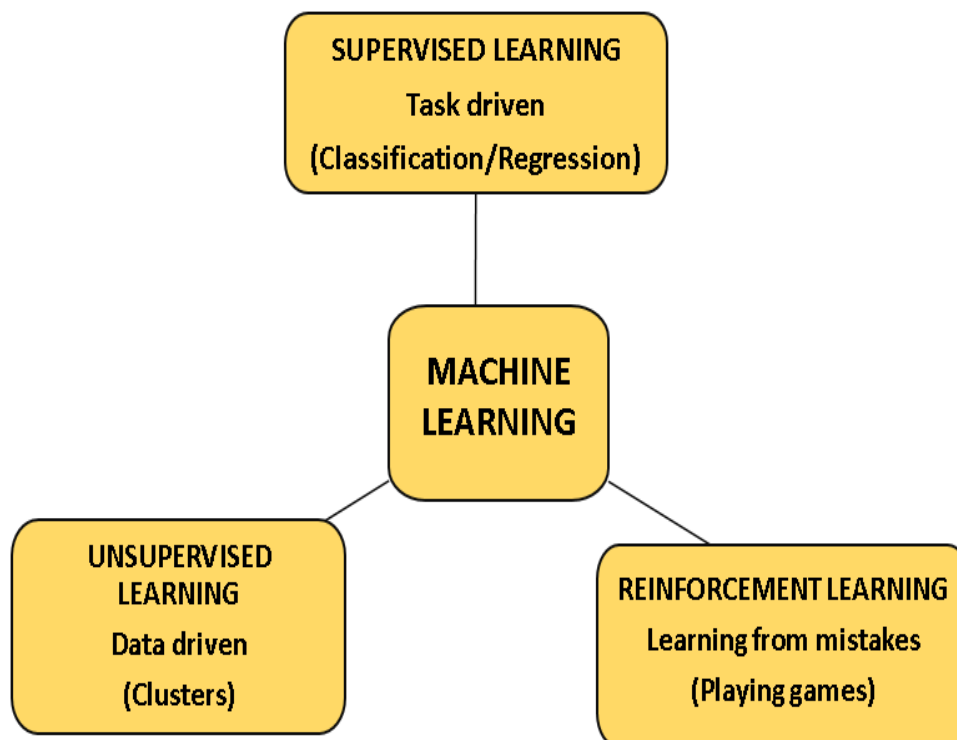 SUPERVISED LEARNING
Task driven
(Classification/Regression)
MACHINE
LEARNING
UNSUPERVISED
LEARNING
Data driven
(Clusters)
REINFORCEMENT LEARNING
Learning from mistakes
(Playing games)